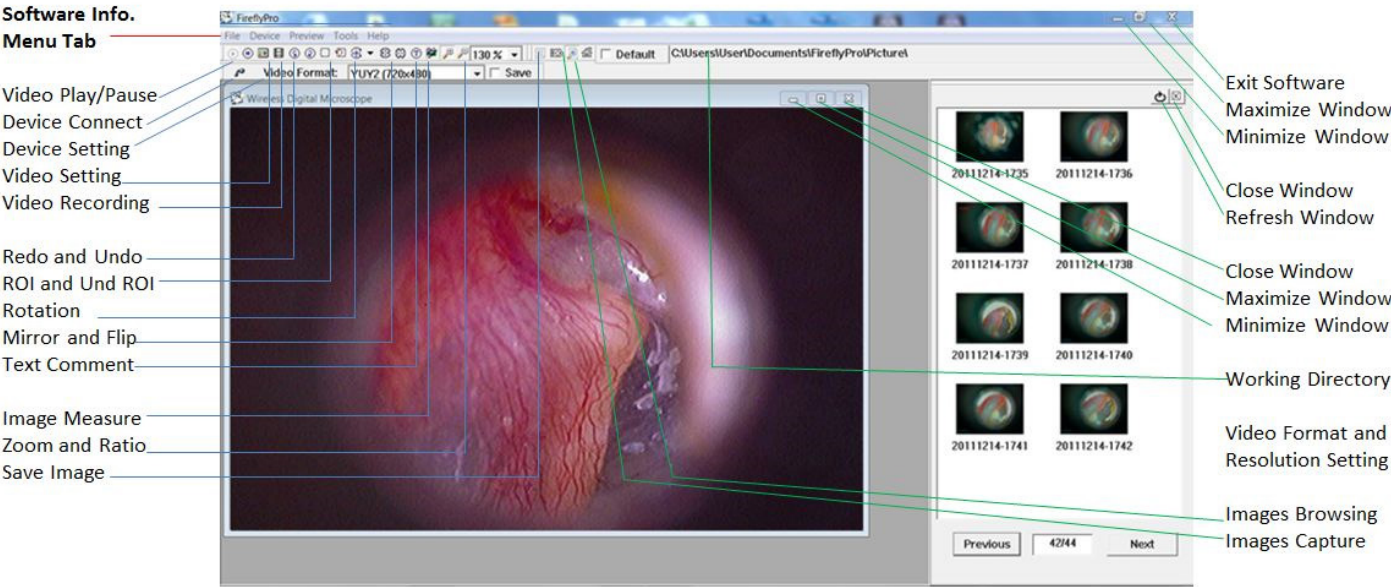 Software Info.
Menu Tab
Video Play/Pause
Device Connect
Device Setting
Video Setting
Video Recording
Redo and Undo
ROI and Und ROI
Rotation
Mirror and Flip
Text Comment
Image Measure
Zoom and Ratio
Save Image
FireflyPro
File Device Preview Tools Help
130 % Default C:\Users\User\Documents\FireflyPro\Picture\
Video Format: YUY2 (720x480) Save
Wireless Digital Microscope
20111214-1735 20111214-1736
20111214-1737 20111214-1738
20111214-1739 20111214-1740
20111214-1741 20111214-1742
Previous 42/44 Next
Exit Software
Maximize Window
Minimize Window
Close Window
Refresh Window
Close Window
Maximize Window
Minimize Window
Working Directory
Video Format and
Resolution Setting
Images Browsing
Images Capture